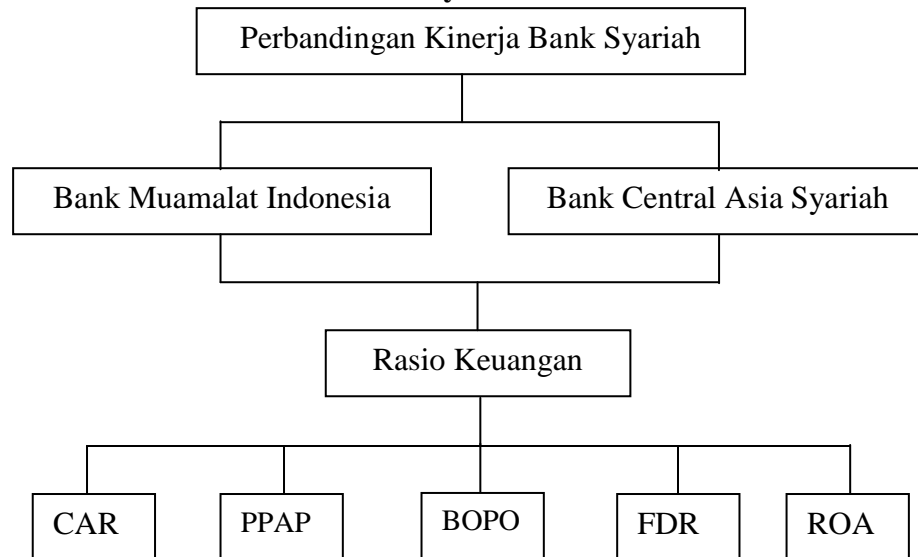 Perbandingan Kinerja Bank Syariah
Bank Muamalat Indonesia
Bank Central Asia Syariah
Rasio Keuangan
CAR
PPAP
BOPO
FDR
ROA